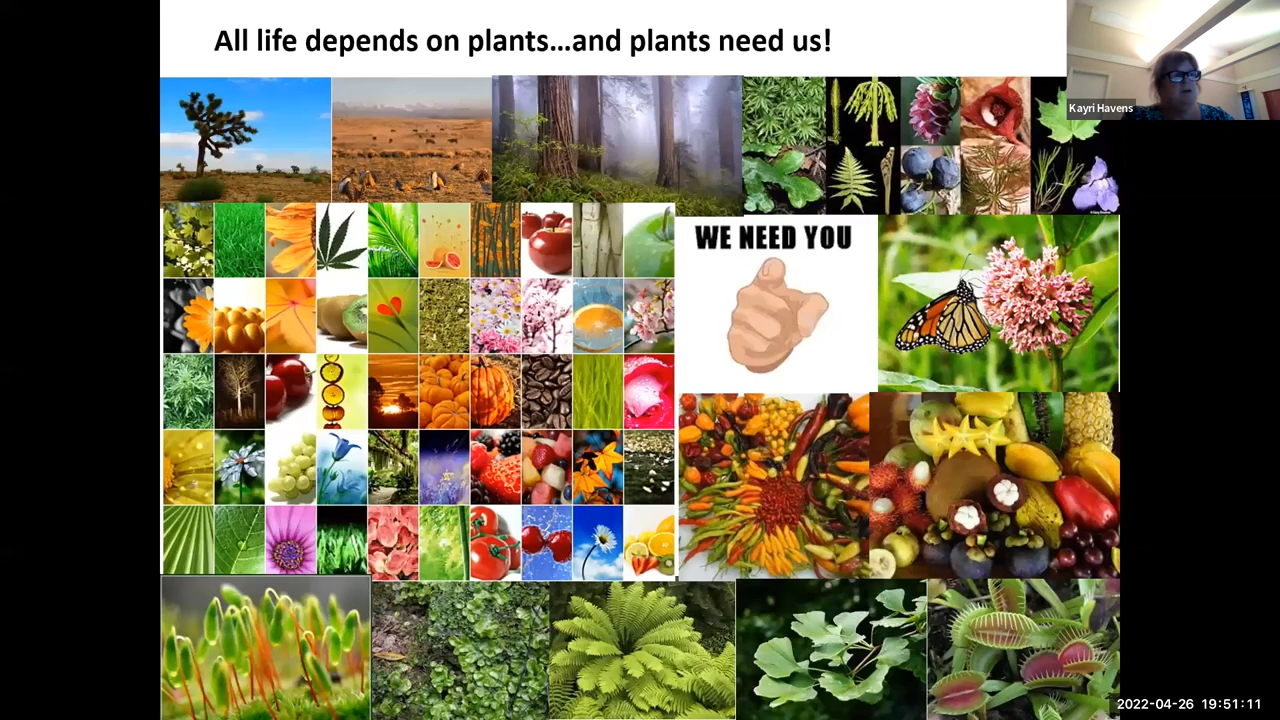 All life depends on plants...and plants need us!
Kayri Havens
WE NEED YOU
2022-04-26 19:51:11